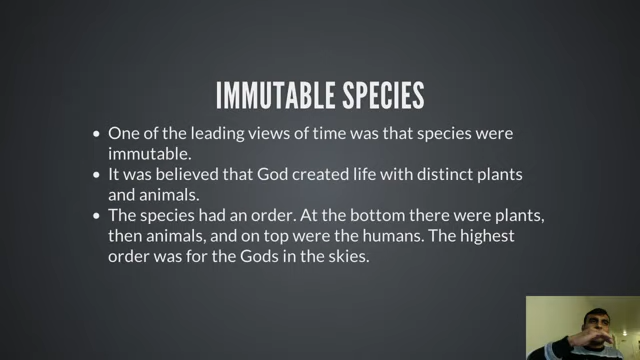 IMMUTABLE SPECIES
• One of the leading views of time was that species were
immutable.
• It was believed that God created life with distinct plants
and animals.
• The species had an order. At the bottom there were plants,
then animals, and on top were the humans. The highest
order was for the Gods in the skies.